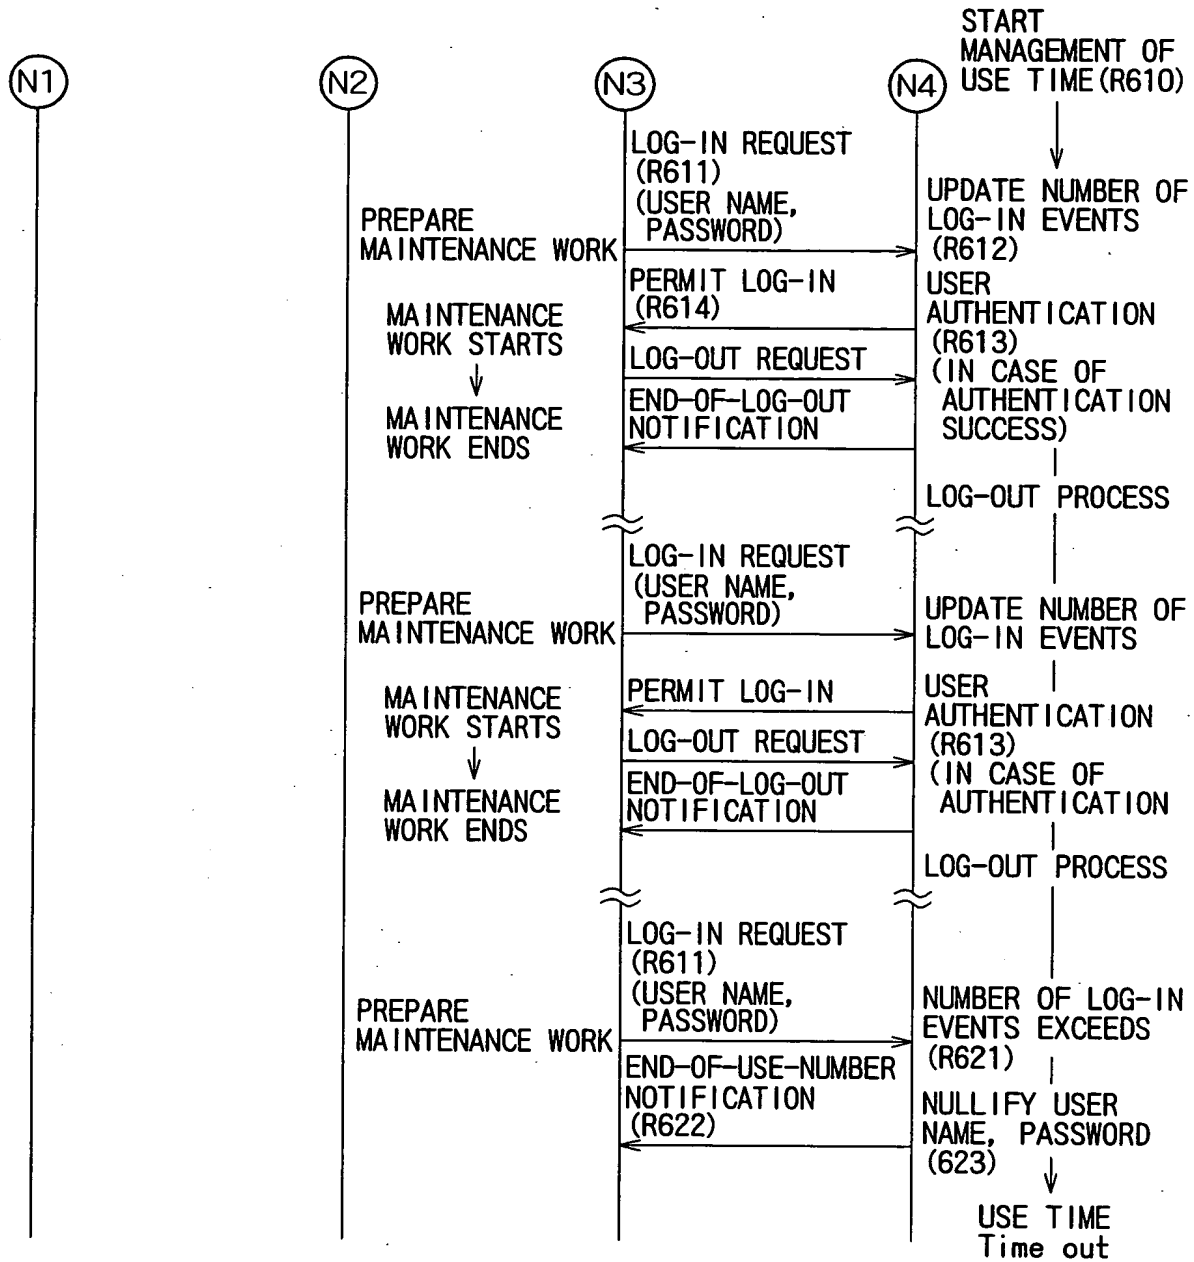 START
MANAGEMENT OF
USE TIME(R610)
N1
N2
N3
N4
LOG-IN REQUEST
(R611)
(USER NAME,
PASSWORD)
PREPARE
MAINTENANCE WORK
UPDATE NUMBER OF
LOG-IN EVENTS
(R612)
PERMIT LOG-IN
(R614)
USER
AUTHENTICATION
(R613)
(IN CASE OF
AUTHENTICATION
SUCCESS)
MAINTENANCE
WORK STARTS
LOG-OUT REQUEST
END-OF-LOG-OUT
NOTIFICATION
MAINTENANCE
WORK ENDS
LOG-OUT PROCESS
LOG-IN REQUEST
(USER NAME,
PASSWORD)
PREPARE
MAINTENANCE WORK
UPDATE NUMBER OF
LOG-IN EVENTS
PERMIT LOG-IN
USER
AUTHENTICATION
(R613)
(IN CASE OF
AUTHENTICATION
MAINTENANCE
WORK STARTS
LOG-OUT REQUEST
END-OF-LOG-OUT
NOTIFICATION
MAINTENANCE
WORK ENDS
LOG-OUT PROCESS
LOG-IN REQUEST
(R611)
(USER NAME,
PASSWORD)
PREPARE
MAINTENANCE WORK
NUMBER OF LOG-IN
EVENTS EXCEEDS
(R621)
END-OF-USE-NUMBER
NOTIFICATION
(R622)
NULLIFY USER
NAME, PASSWORD
(623)
USE TIME
Time out